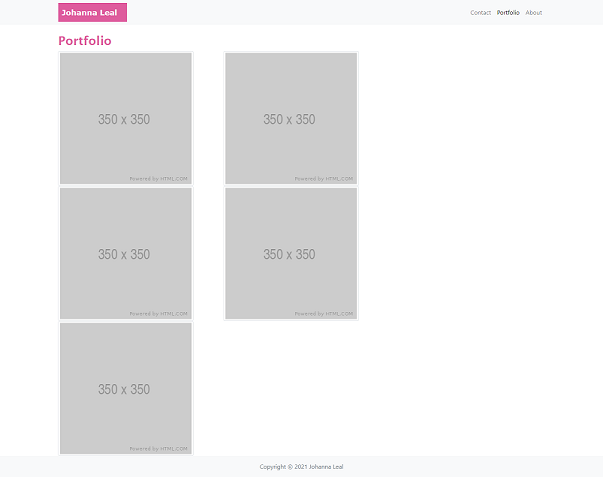 Johanna Leal
Contact Portfolio About
Portfolio
350 x 350
Powered by HTML.COM
350 x 350
Powered by HTML.COM
350 x 350
Powered by HTML.COM
350 x 350
Powered by HTML.COM
350 x 350
Powered by HTML.COM
Copyright © 2021 Johanna Leal